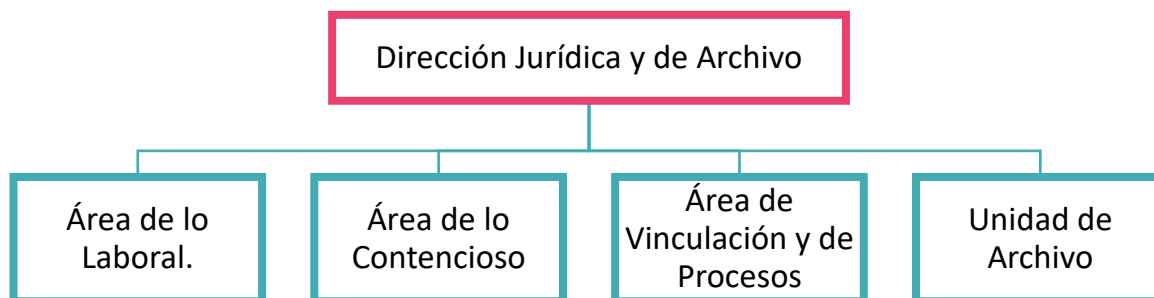 Dirección Jurídica y de Archivo
Área de lo
Laboral.
Área de lo
Contencioso
Área de
Vinculación y de
Procesos
Unidad de
Archivo